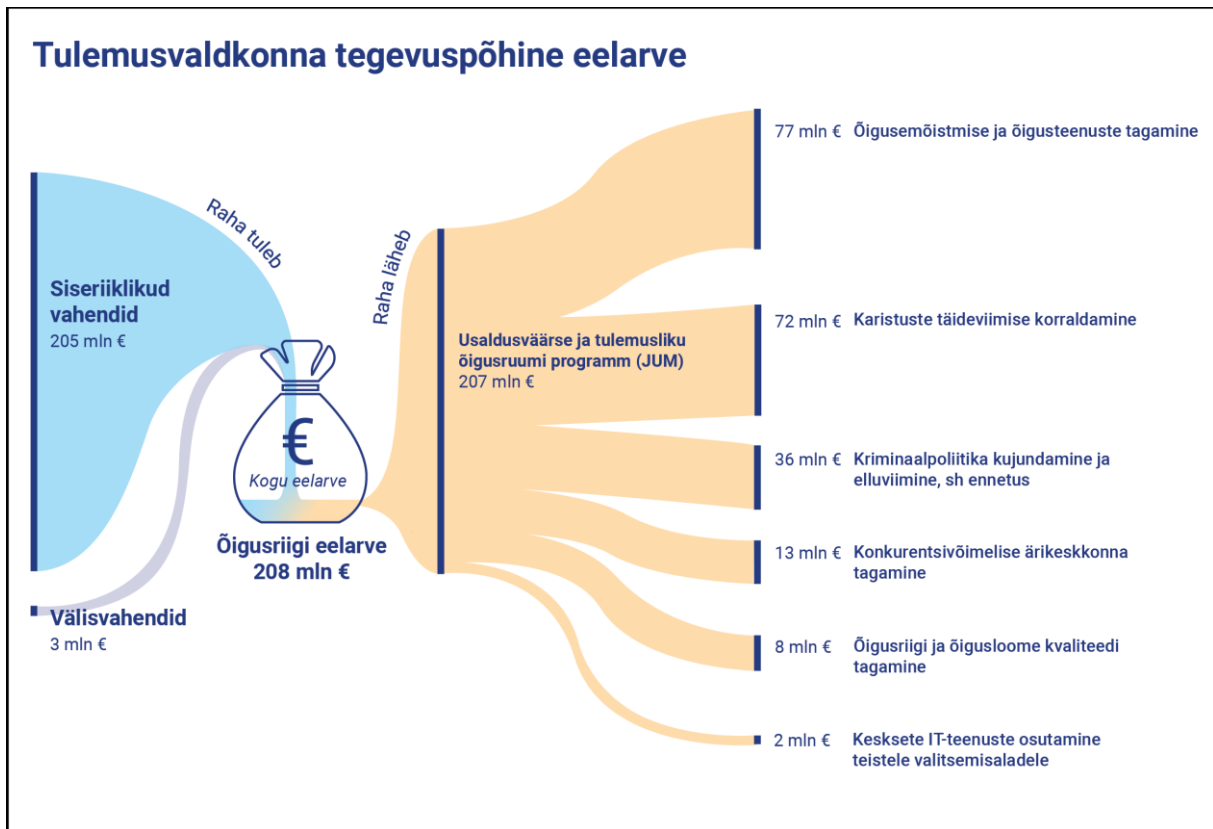 Tulemusvaldkonna tegevuspõhine eelarve
Raha tuleb
Siseriiklikud
vahendid
205 mln €
Välisvahendid
3 mln €
€
Kogu eelarve
Õigusriigi eelarve
208 mln €
Raha läheb
Usaldusväärse ja tulemusliku
õigusruumi programm (JUM)
207 mln €
77 mln € Õigusemõistmise ja õigusteenuste tagamine
72 mln € Karistuste täideviimise korraldamine
36 mln € Kriminaalpoliitika kujundamine ja
elluviimine, sh ennetus
13 mln € Konkurentsivõimelise ärikeskkonna
tagamine
8 mln € Õigusriigi ja õigusloome kvaliteedi
tagamine
2 mln € Kesksete IT-teenuste osutamine
teistele valitsemisaladele